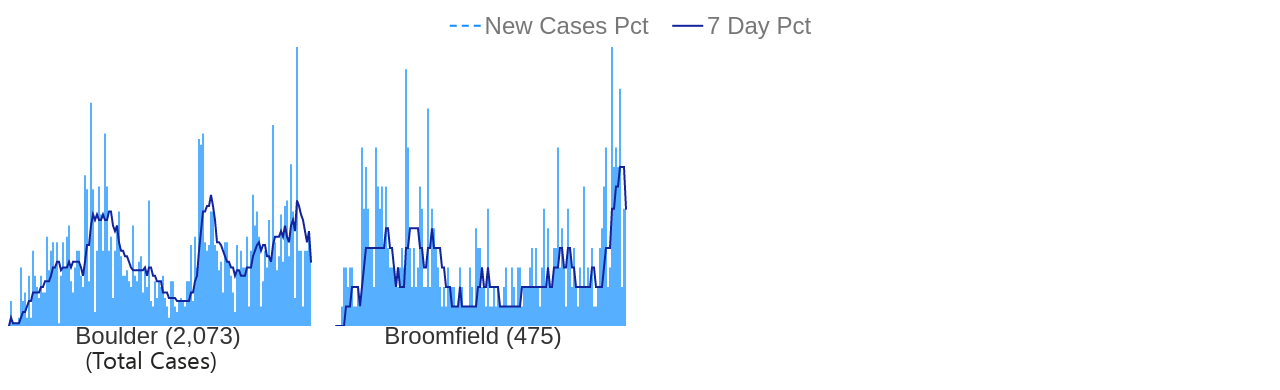 New Cases Pct 7 Day Pct
Boulder (2,073) Broomfield (475)
(Total Cases)